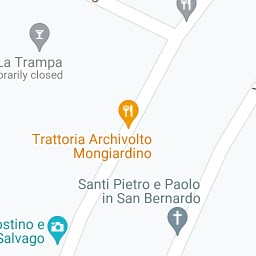 La Trampa
orarily closed
Trattoria Archivolto
Mongiardino
Santi Pietro e Paolo
in San Bernardo
ostino e
Salvago